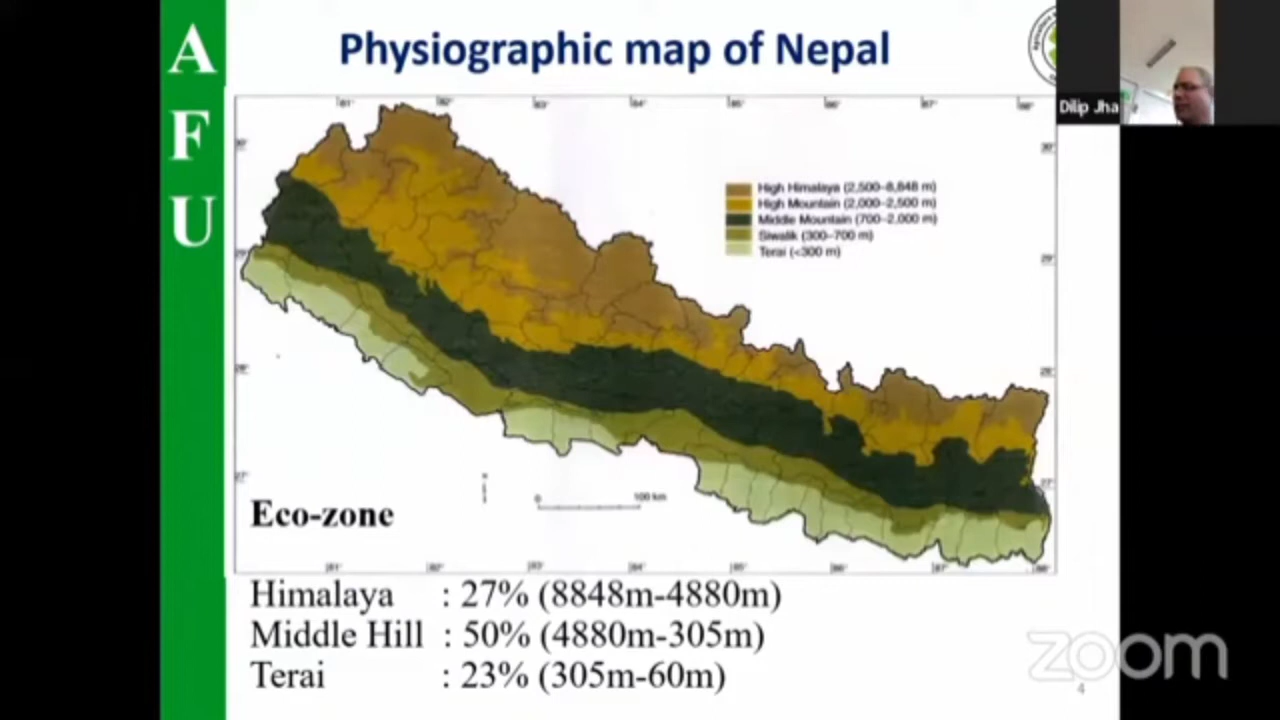 A
F
U
Physiographic map of Nepal
Dilip Jha
High Himalaya (2,500–8,848 m)
High Mountain (2,000–2,500 m)
Middle Mountain (700–2,000 m)
Siwalik (300–700 m)
Terai (<300 m)
0 100 km
Eco-zone
Himalaya : 27% (8848m-4880m)
Middle Hill : 50% (4880m-305m)
Terai : 23% (305m-60m)
zoom
4